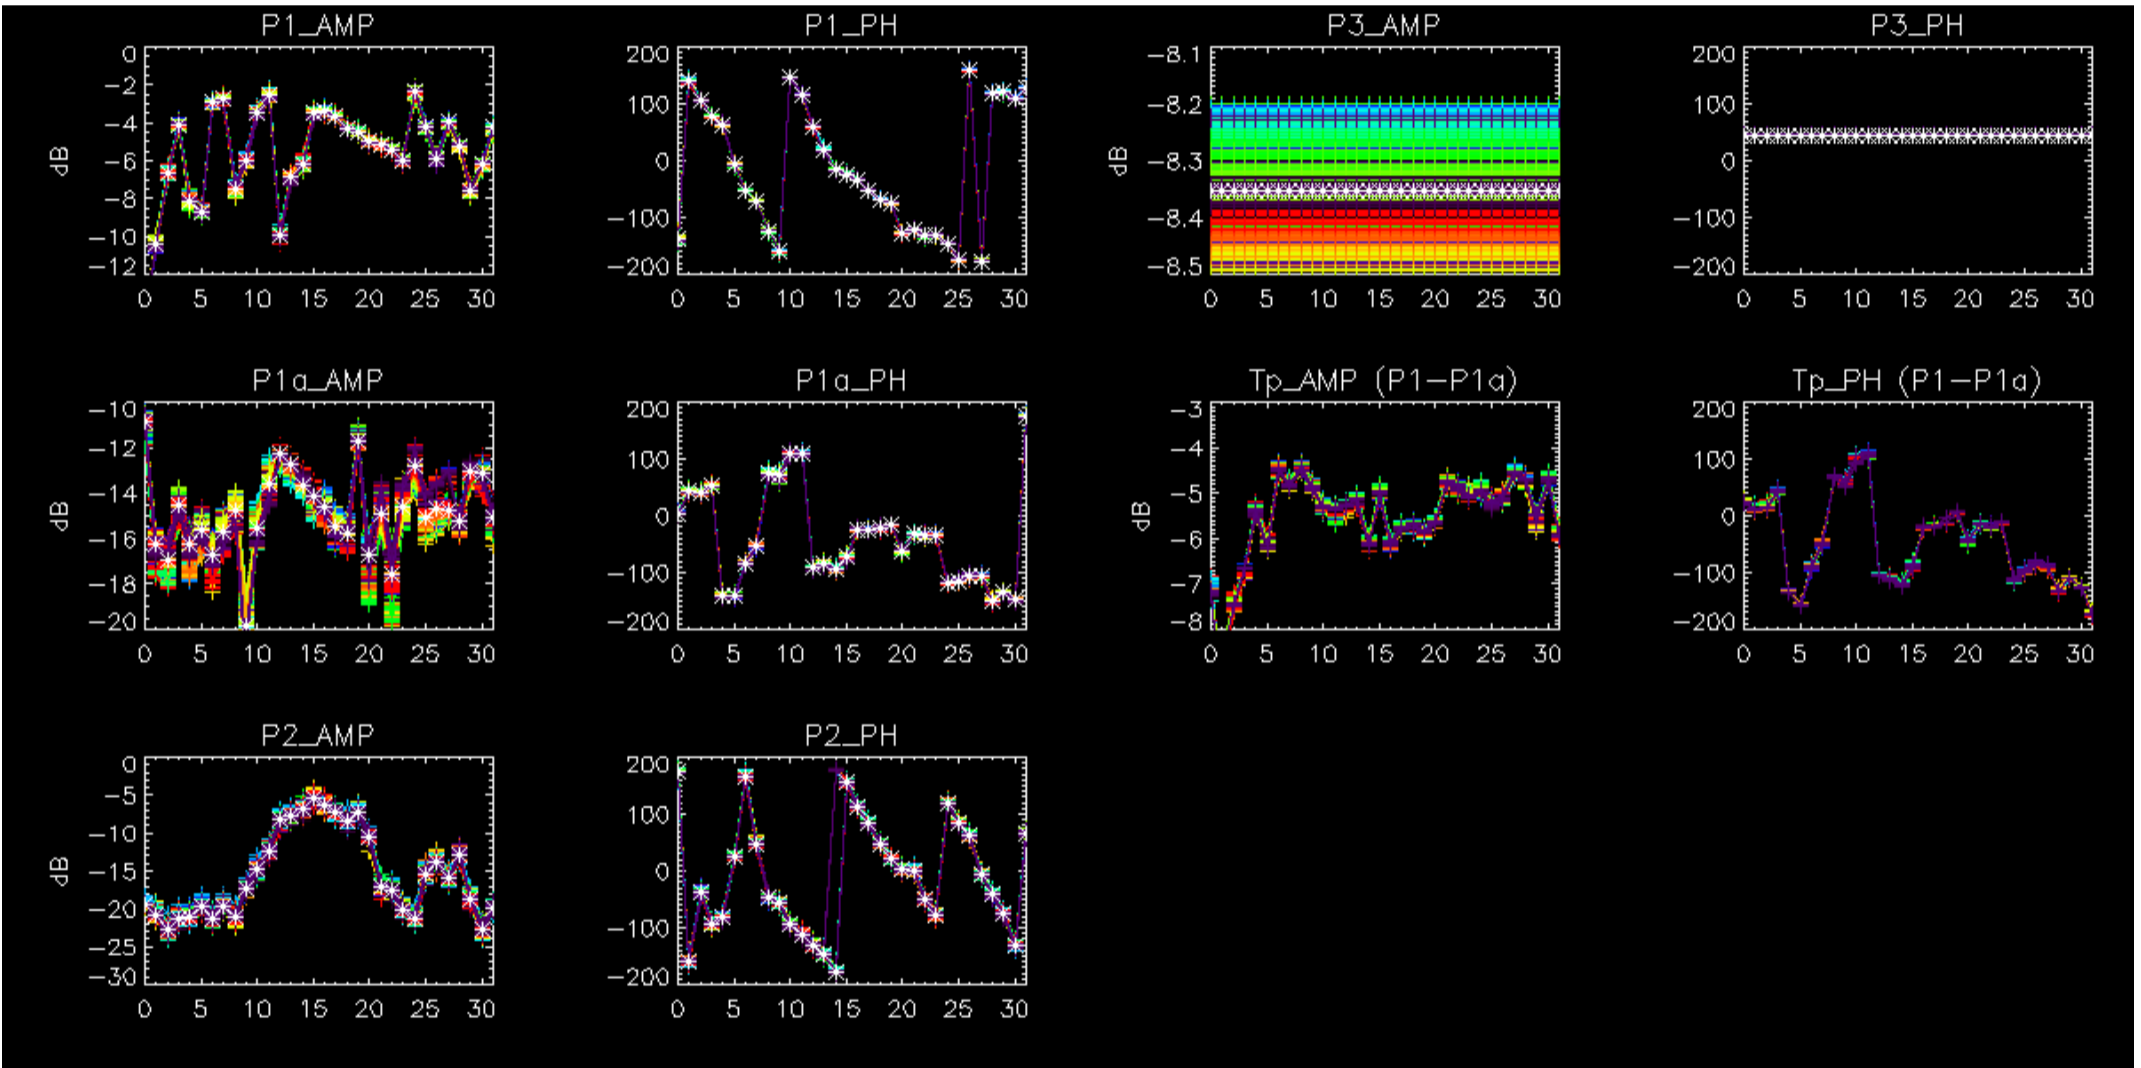 P1_AMP
P1_PH
P3_AMP
P3_PH
0
−2
−4
−6
−8
−10
−12
dB
0 5 10 15 20 25 30
200
100
0
−100
−200
0 5 10 15 20 25 30
−8.1
−8.2
−8.3
−8.4
−8.5
dB
0 5 10 15 20 25 30
200
100
0
−100
−200
0 5 10 15 20 25 30
P1a_AMP
P1a_PH
Tp_AMP (P1−P1a)
Tp_PH (P1−P1a)
−10
−12
−14
−16
−18
−20
dB
0 5 10 15 20 25 30
200
100
0
−100
−200
0 5 10 15 20 25 30
−3
−4
−5
−6
−7
−8
dB
0 5 10 15 20 25 30
200
100
0
−100
−200
0 5 10 15 20 25 30
P2_AMP
P2_PH
0
−5
−10
−15
−20
−25
−30
dB
0 5 10 15 20 25 30
200
100
0
−100
−200
0 5 10 15 20 25 30